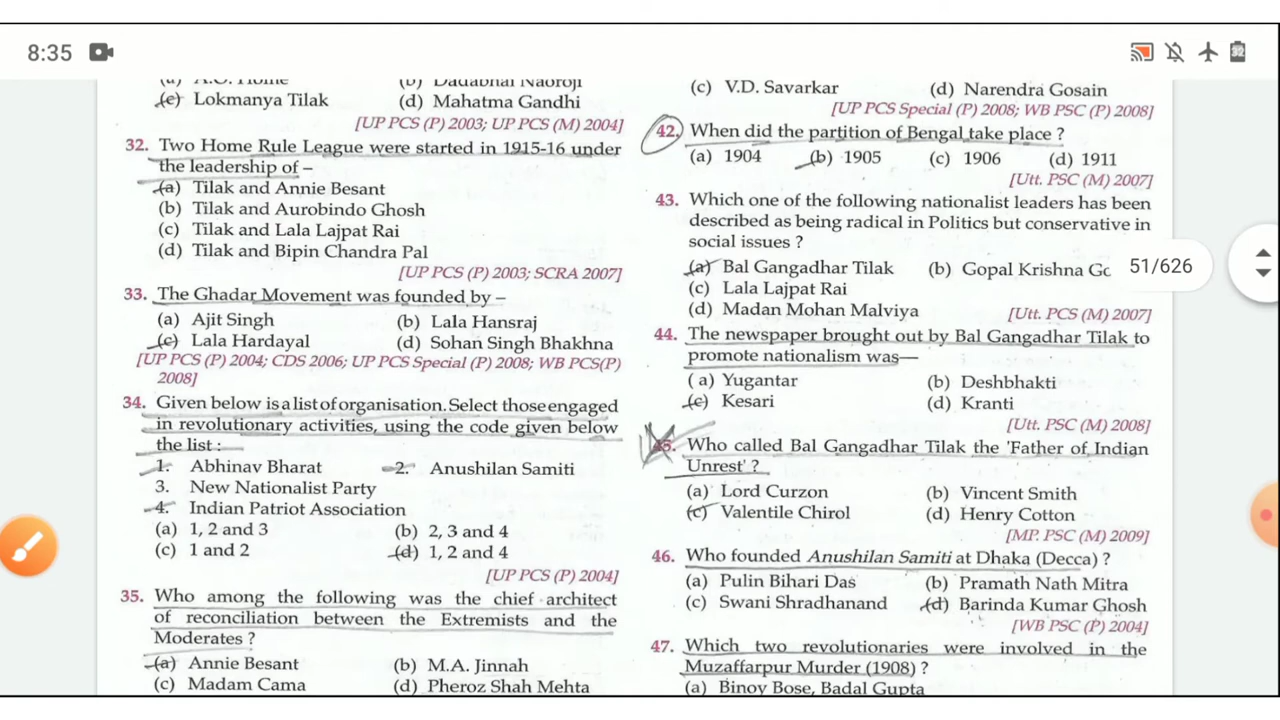 8:35
32
(a) A.O. Hume (b) Dadabhai Naoroji
(c) Lokmanya Tilak (d) Mahatma Gandhi
[UP PCS (P) 2003; UP PCS (M) 2004]
32. Two Home Rule League were started in 1915-16 under
the leadership of –
(a) Tilak and Annie Besant
(b) Tilak and Aurobindo Ghosh
(c) Tilak and Lala Lajpat Rai
(d) Tilak and Bipin Chandra Pal
[UP PCS (P) 2003; SCRA 2007]
33. The Ghadar Movement was founded by –
(a) Ajit Singh (b) Lala Hansraj
(c) Lala Hardayal (d) Sohan Singh Bhakhna
[UP PCS (P) 2004; CDS 2006; UP PCS Special (P) 2008; WB PCS(P)
2008]
34. Given below is a list of organisation. Select those engaged
in revolutionary activities, using the code given below
the list :
1. Abhinav Bharat 2. Anushilan Samiti
3. New Nationalist Party
4. Indian Patriot Association
(a) 1, 2 and 3 (b) 2, 3 and 4
(c) 1 and 2 (d) 1, 2 and 4
[UP PCS (P) 2004]
35. Who among the following was the chief architect
of reconciliation between the Extremists and the
Moderates ?
(a) Annie Besant (b) M.A. Jinnah
(c) Madam Cama (d) Pheroz Shah Mehta
(c) V.D. Savarkar (d) Narendra Gosain
[UP PCS Special (P) 2008; WB PSC (P) 2008]
42. When did the partition of Bengal take place ?
(a) 1904 (b) 1905 (c) 1906 (d) 1911
[Utt. PSC (M) 2007]
43. Which one of the following nationalist leaders has been
described as being radical in Politics but conservative in
social issues ?
(a) Bal Gangadhar Tilak (b) Gopal Krishna Gc
51/626
(c) Lala Lajpat Rai
(d) Madan Mohan Malviya [Utt. PCS (M) 2007]
44. The newspaper brought out by Bal Gangadhar Tilak to
promote nationalism was—
(a) Yugantar (b) Deshbhakti
(c) Kesari (d) Kranti
[Utt. PSC (M) 2008]
45. Who called Bal Gangadhar Tilak the 'Father of Indian
Unrest' ?
(a) Lord Curzon (b) Vincent Smith
(c) Valentile Chirol (d) Henry Cotton
[MP. PSC (M) 2009]
46. Who founded Anushilan Samiti at Dhaka (Decca) ?
(a) Pulin Bihari Das (b) Pramath Nath Mitra
(c) Swani Shradhanand (d) Barinda Kumar Ghosh
[WB PSC (P) 2004]
47. Which two revolutionaries were involved in the
Muzaffarpur Murder (1908) ?
(a) Binoy Bose, Badal Gupta